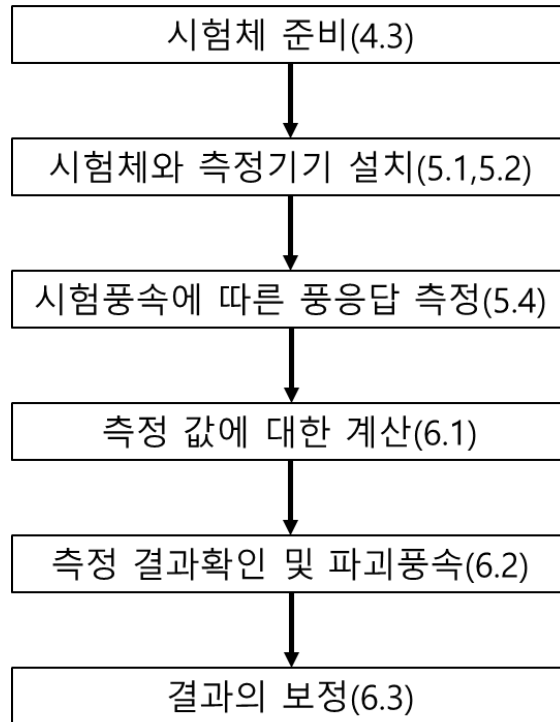 시험체 준비(4.3)
시험체와 측정기기 설치(5.1,5.2)
시험풍속에 따른 풍응답 측정(5.4)
측정 값에 대한 계산(6.1)
측정 결과확인 및 파괴풍속(6.2)
결과의 보정(6.3)